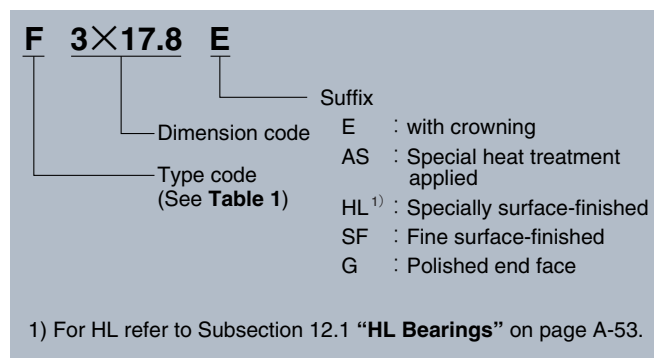 F 3×17.8 E
Suffix
Dimension code
Type code
(See Table 1)
E : with crowning
AS : Special heat treatment
applied
HL1) : Specially surface-finished
SF : Fine surface-finished
G : Polished end face
1) For HL refer to Subsection 12.1 “HL Bearings” on page A-53.